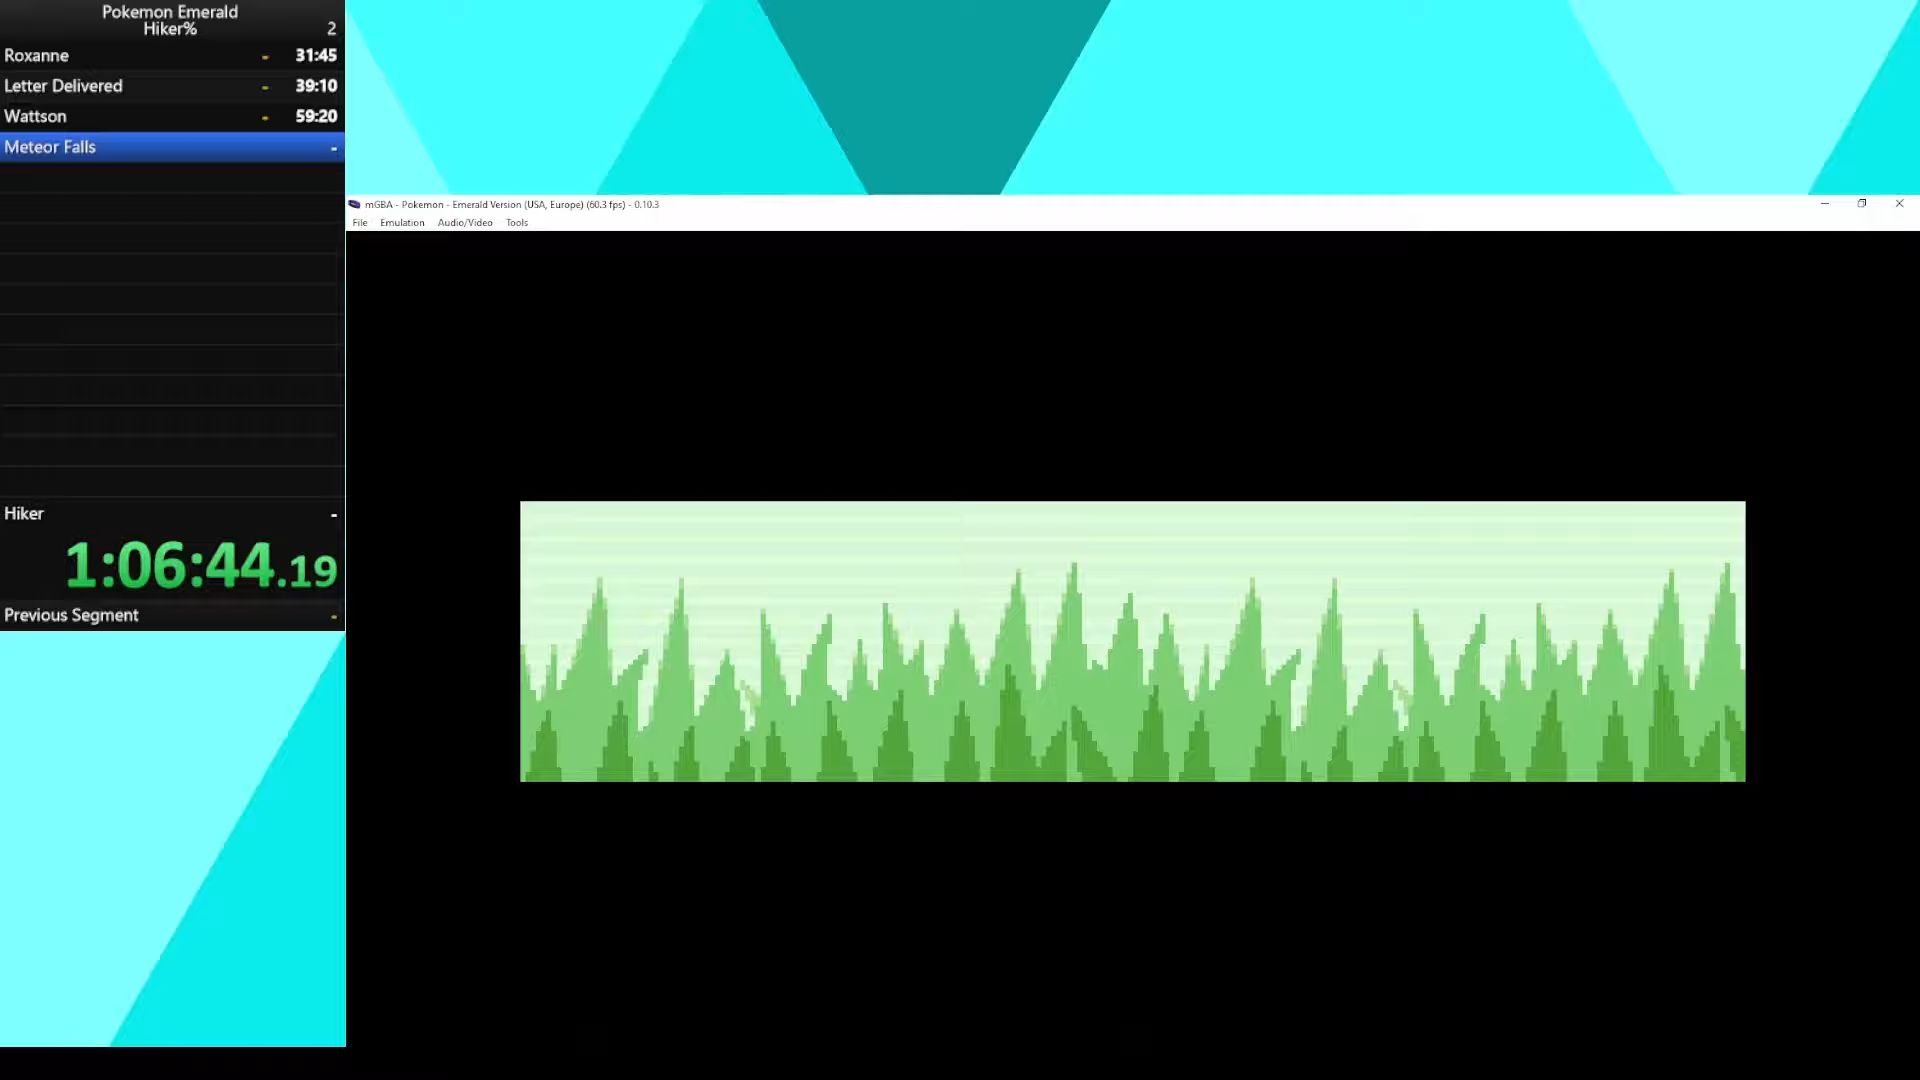 Pokemon Emerald
Hiker%
2
Roxanne - 31:45
Letter Delivered - 39:10
Wattson - 59:20
Meteor Falls -
Hiker -
1:06:44.19
Previous Segment -
mGBA - Pokemon - Emerald Version (USA, Europe) (60.3 fps) - 0.10.3
File Emulation Audio/Video Tools